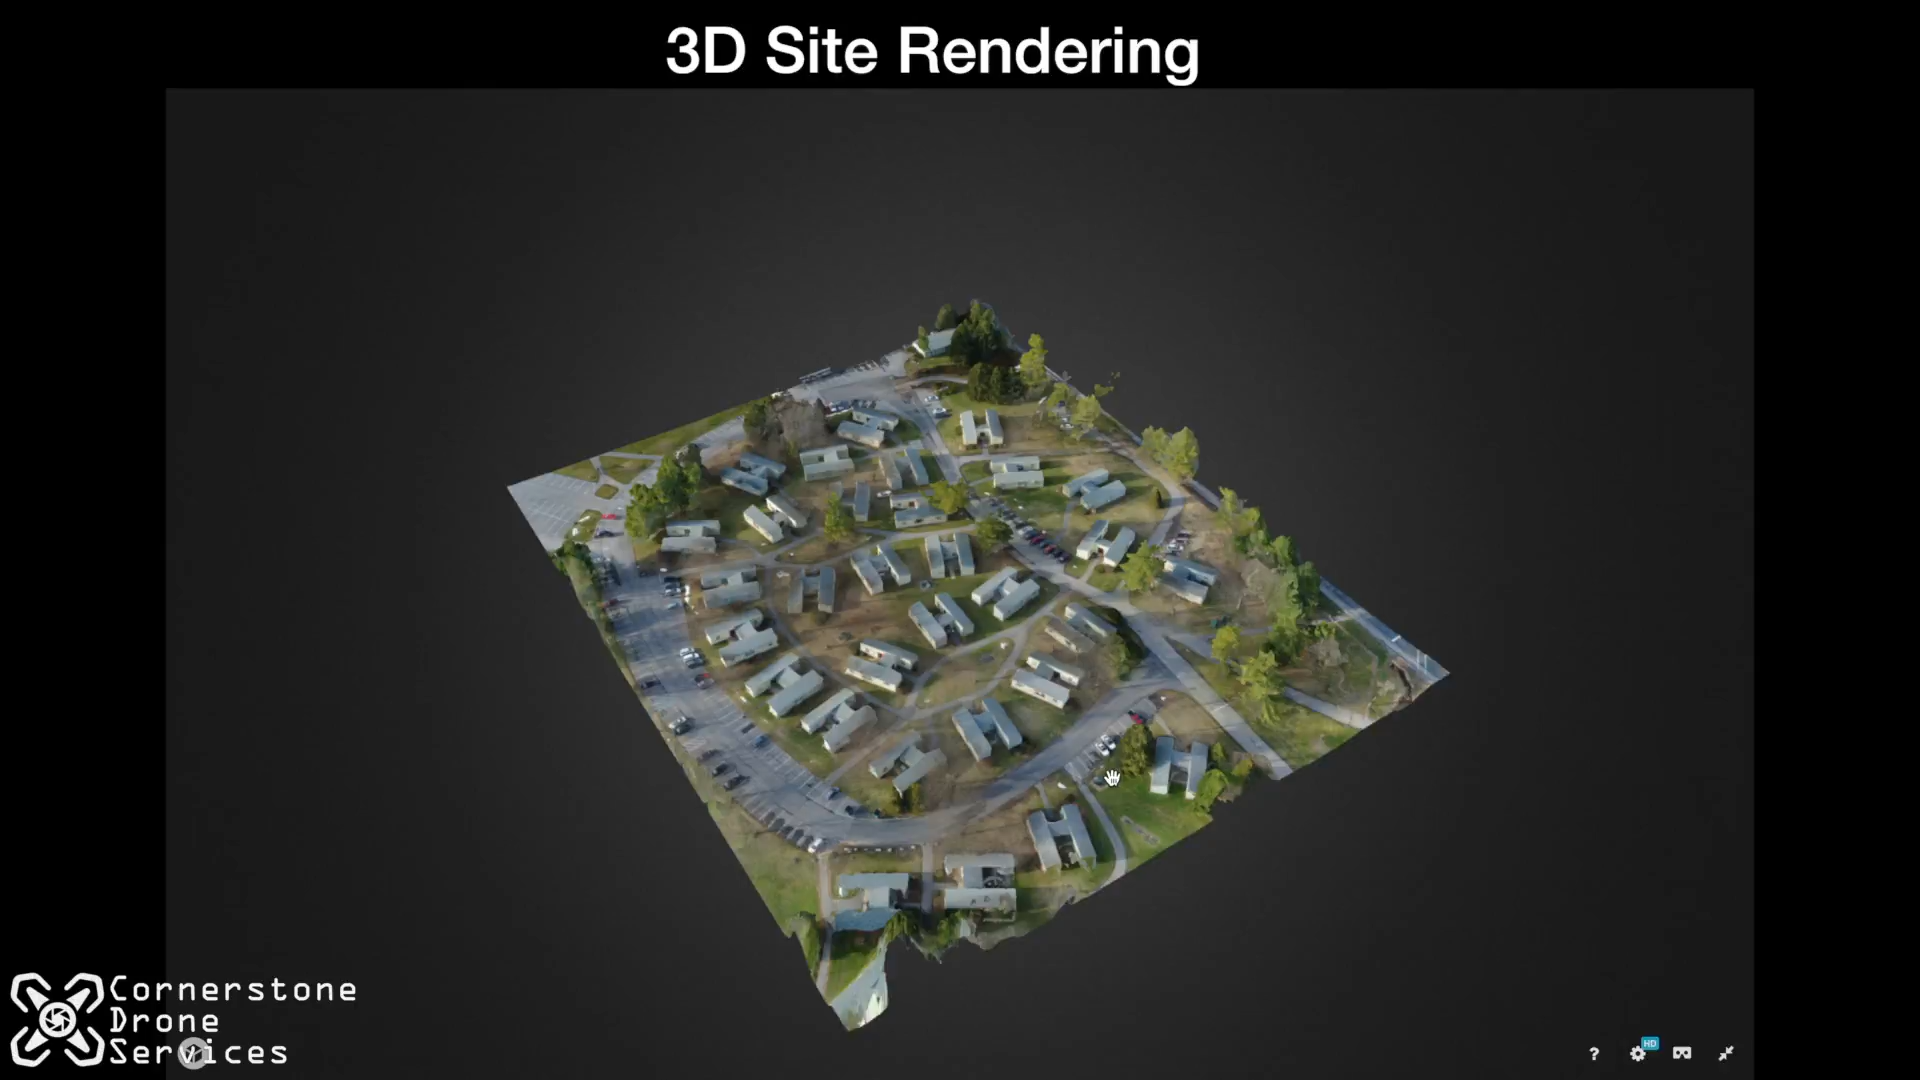 3D Site Rendering
Cornerstone
Drone
Services
?
HD